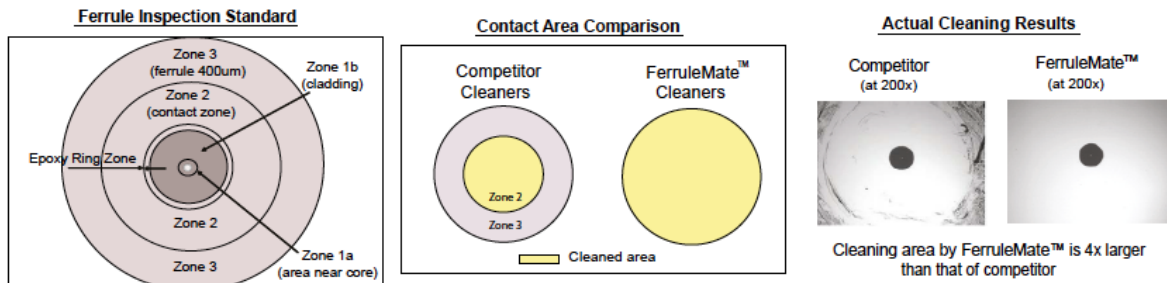 Ferrule Inspection Standard
Zone 3
(ferrule 400um)
Zone 1b
(cladding)
Zone 2
(contact zone)
Epoxy Ring Zone
Zone 2
Zone 1a
(area near core)
Zone 3
Contact Area Comparison
Competitor
Cleaners
FerruleMate™
Cleaners
Zone 2
Zone 3
Cleaned area
Actual Cleaning Results
Competitor
(at 200x)
FerruleMate™
(at 200x)
Cleaning area by FerruleMate™ is 4x larger
than that of competitor